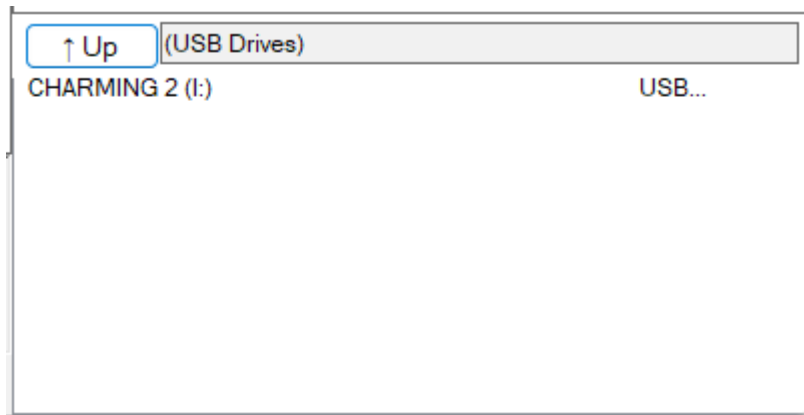 ↑ Up (USB Drives)
CHARMING 2 (I:) USB...